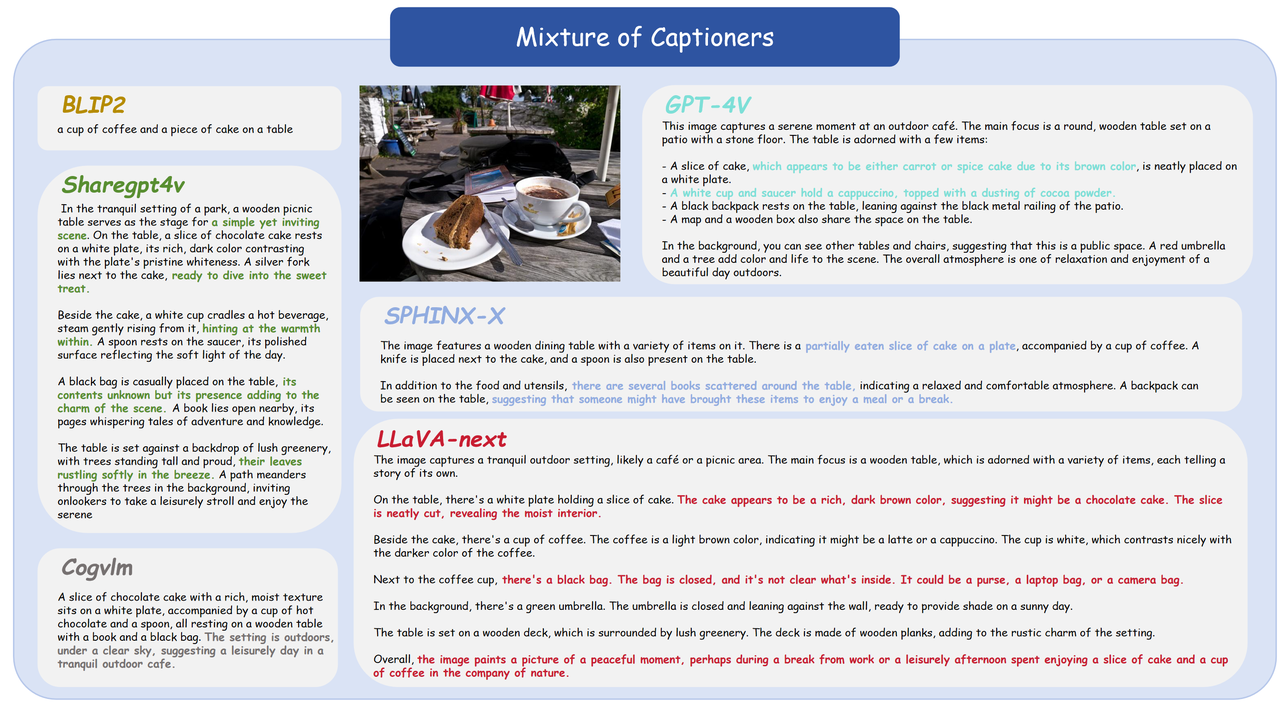 Mixture of Captioners
BLIP2
a cup of coffee and a piece of cake on a table
Sharegpt4v
In the tranquil setting of a park, a wooden picnic
table serves as the stage for a simple yet inviting
scene. On the table, a slice of chocolate cake rests
on a white plate, its rich, dark color contrasting
with the plate's pristine whiteness. A silver fork
lies next to the cake, ready to dive into the sweet
treat.
Beside the cake, a white cup cradles a hot beverage,
steam gently rising from it, hinting at the warmth
within. A spoon rests on the saucer, its polished
surface reflecting the soft light of the day.
A black bag is casually placed on the table, its
contents unknown but its presence adding to the
charm of the scene. A book lies open nearby, its
pages whispering tales of adventure and knowledge.
The table is set against a backdrop of lush greenery,
with trees standing tall and proud, their leaves
rustling softly in the breeze. A path meanders
through the trees in the background, inviting
onlookers to take a leisurely stroll and enjoy the
serene
Cogvlm
A slice of chocolate cake with a rich, moist texture
sits on a white plate, accompanied by a cup of hot
chocolate and a spoon, all resting on a wooden table
with a book and a black bag. The setting is outdoors,
under a clear sky, suggesting a leisurely day in a
tranquil outdoor cafe.
GPT-4V
This image captures a serene moment at an outdoor café. The main focus is a round, wooden table set on a
patio with a stone floor. The table is adorned with a few items:
- A slice of cake, which appears to be either carrot or spice cake due to its brown color, is neatly placed on
a white plate.
- A white cup and saucer hold a cappuccino, topped with a dusting of cocoa powder.
- A black backpack rests on the table, leaning against the black metal railing of the patio.
- A map and a wooden box also share the space on the table.
In the background, you can see other tables and chairs, suggesting that this is a public space. A red umbrella
and a tree add color and life to the scene. The overall atmosphere is one of relaxation and enjoyment of a
beautiful day outdoors.
SPHINX-X
The image features a wooden dining table with a variety of items on it. There is a partially eaten slice of cake on a plate, accompanied by a cup of coffee. A
knife is placed next to the cake, and a spoon is also present on the table.
In addition to the food and utensils, there are several books scattered around the table, indicating a relaxed and comfortable atmosphere. A backpack can
be seen on the table, suggesting that someone might have brought these items to enjoy a meal or a break.
LLaVA-next
The image captures a tranquil outdoor setting, likely a café or a picnic area. The main focus is a wooden table, which is adorned with a variety of items, each telling a
story of its own.
On the table, there's a white plate holding a slice of cake. The cake appears to be a rich, dark brown color, suggesting it might be a chocolate cake. The slice
is neatly cut, revealing the moist interior.
Beside the cake, there's a cup of coffee. The coffee is a light brown color, indicating it might be a latte or a cappuccino. The cup is white, which contrasts nicely with
the darker color of the coffee.
Next to the coffee cup, there's a black bag. The bag is closed, and it's not clear what's inside. It could be a purse, a laptop bag, or a camera bag.
In the background, there's a green umbrella. The umbrella is closed and leaning against the wall, ready to provide shade on a sunny day.
The table is set on a wooden deck, which is surrounded by lush greenery. The deck is made of wooden planks, adding to the rustic charm of the setting.
Overall, the image paints a picture of a peaceful moment, perhaps during a break from work or a leisurely afternoon spent enjoying a slice of cake and a cup
of coffee in the company of nature.